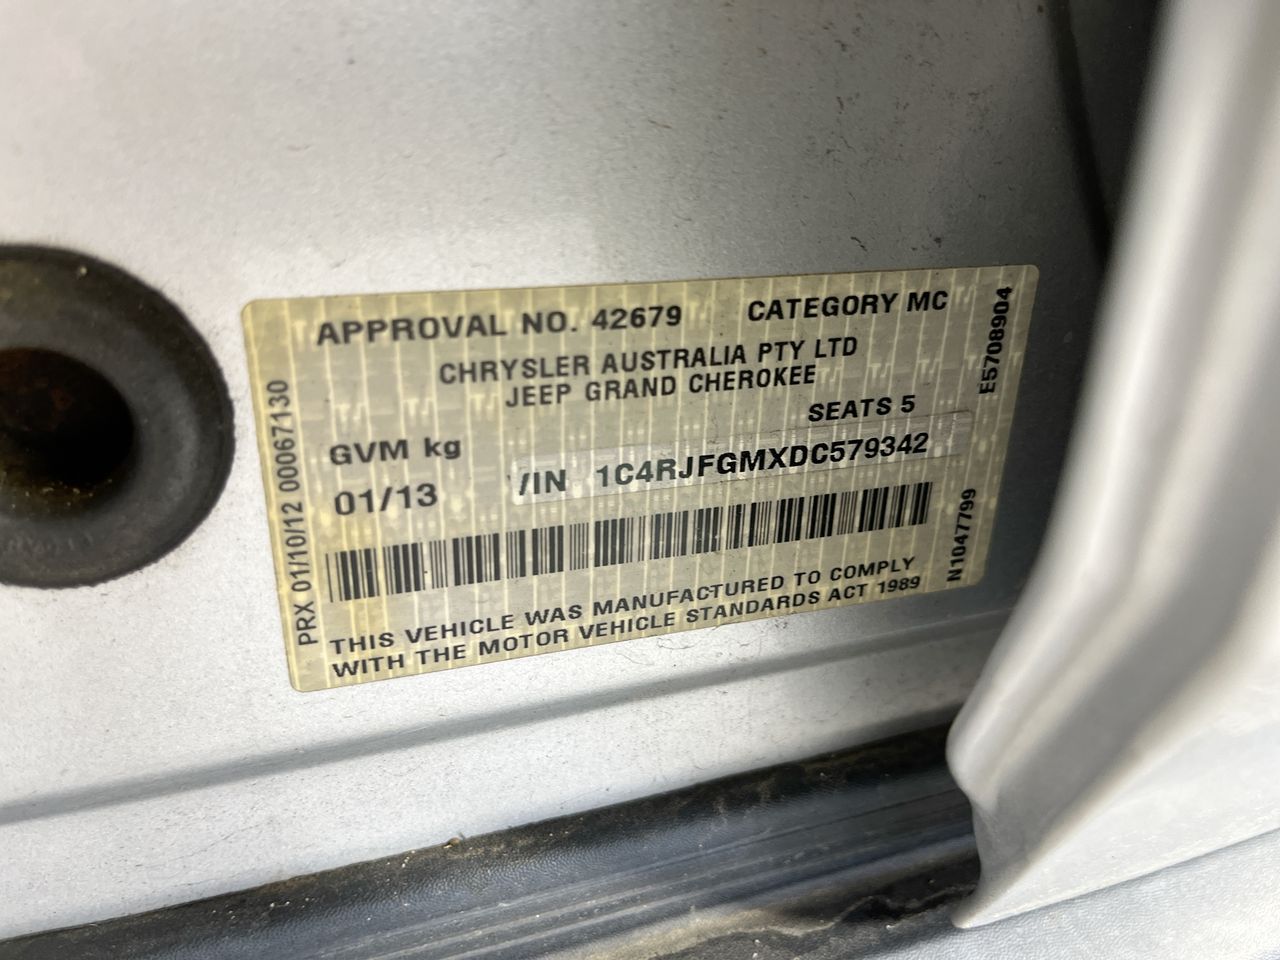 APPROVAL NO. 42679 CATEGORY MC
CHRYSLER AUSTRALIA PTY LTD
JEEP GRAND CHEROKEE
SEATS 5
GVM kg
01/13
/IN 1C4RJFGMXDC579342
THIS VEHICLE WAS MANUFACTURED TO COMPLY
WITH THE MOTOR VEHICLE STANDARDS ACT 1989
PRX 01/10/12 00067130
E5708904
N1047799